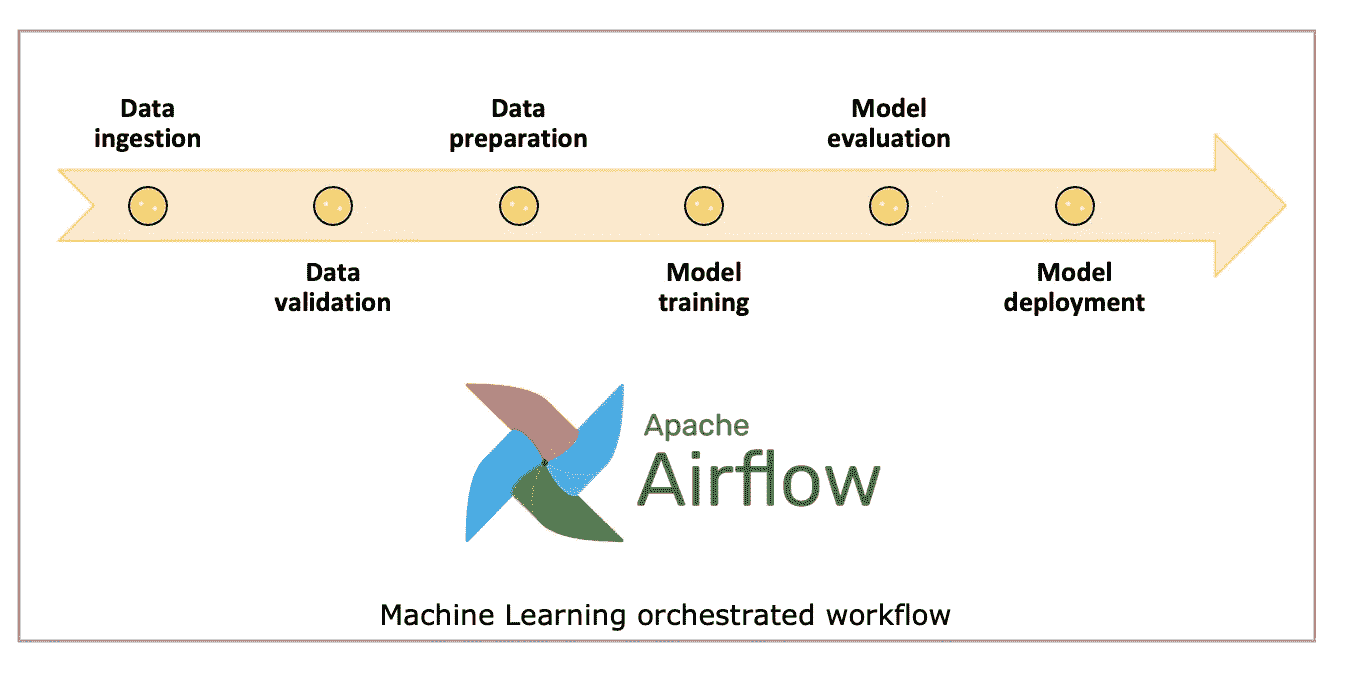 Data
ingestion
Data
validation
Data
preparation
Model
training
Model
evaluation
Model
deployment
Apache
Airflow
Machine Learning orchestrated workflow